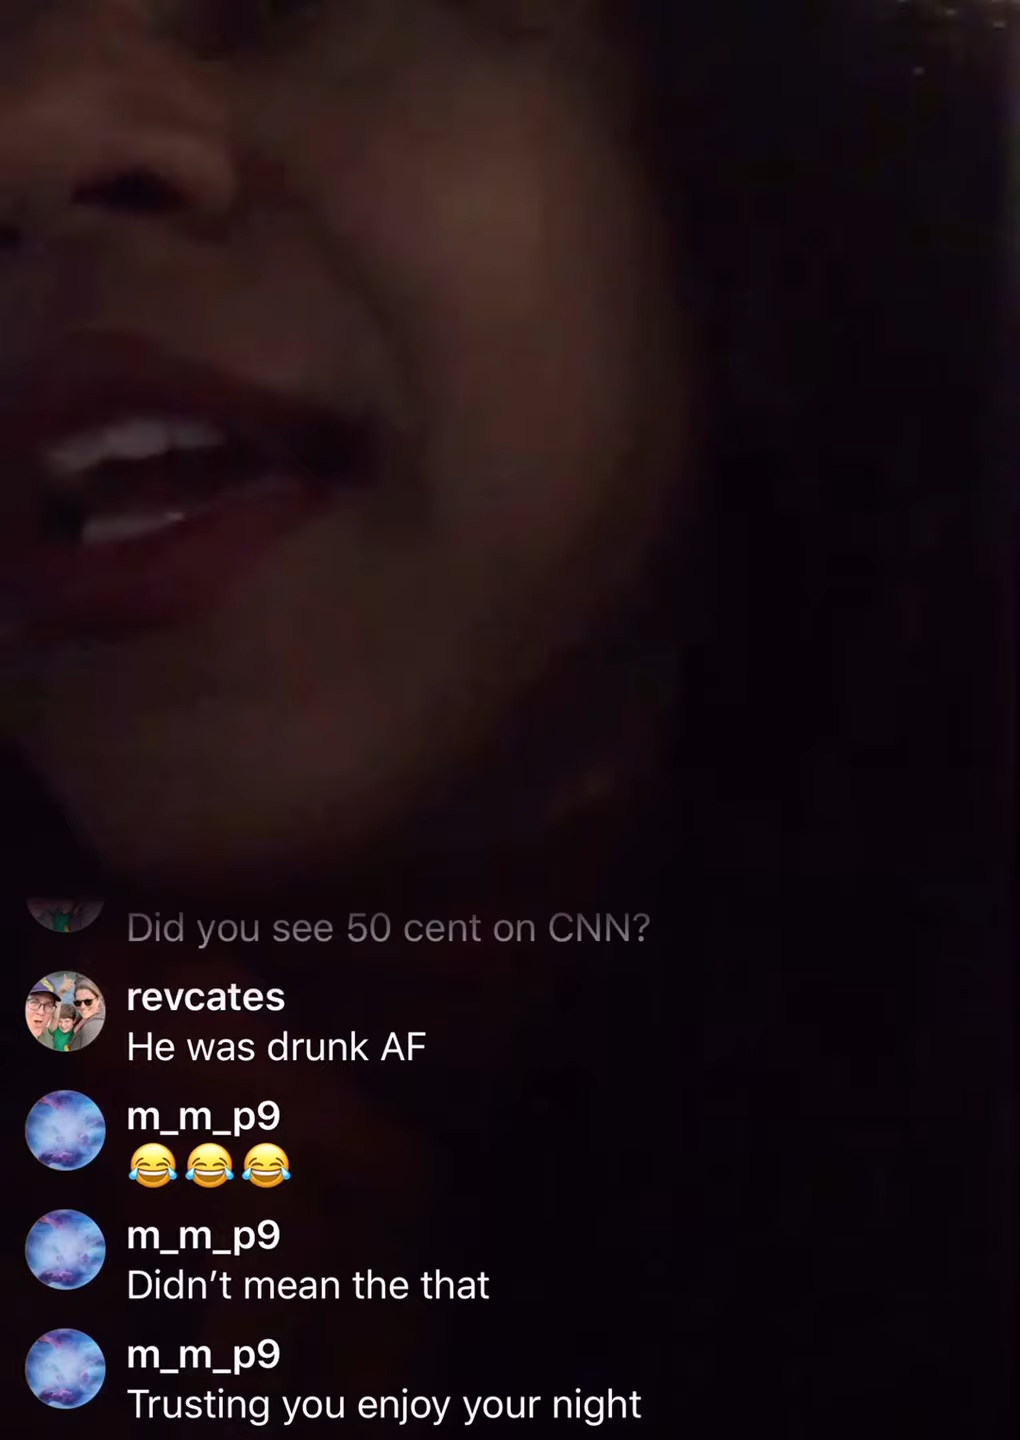 Did you see 50 cent on CNN?
revcates
He was drunk AF
m_m_p9
😂😂😂
m_m_p9
Didn’t mean the that
m_m_p9
Trusting you enjoy your night